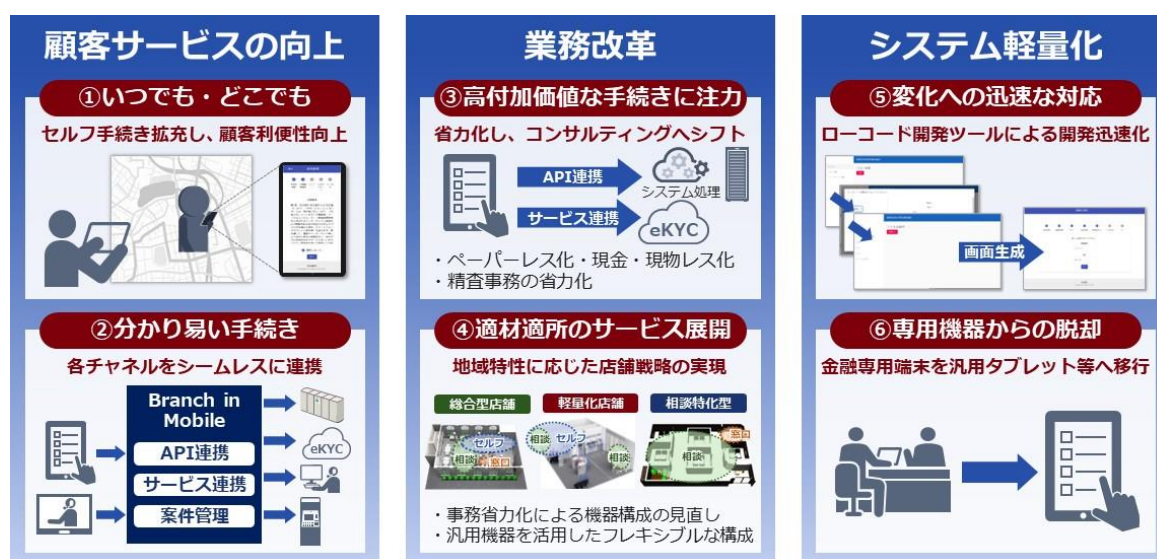 顧客サービスの向上
①いつでも・どこでも
セルフ手続き拡充し、顧客利便性向上
②分かり易い手続き
各チャネルをシームレスに連携
Branch in
Mobile
API連携
サービス連携
案件管理
eKYC
業務改革
③高付加価値な手続きに注力
省力化し、コンサルティングへシフト
API連携
システム処理
サービス連携
eKYC
・ペーパーレス化・現金・現物レス化
・精査事務の省力化
④適材適所のサービス展開
地域特性に応じた店舗戦略の実現
総合型店舗
軽量化店舗
相談特化型
セルフ
相談
窓口
相談
セルフ
相談
窓口
相談
・事務省力化による機器構成の見直し
・汎用機器を活用したフレキシブルな構成
システム軽量化
⑤変化への迅速な対応
ローコード開発ツールによる開発迅速化
画面生成
⑥専用機器からの脱却
金融専用端末を汎用タブレット等へ移行